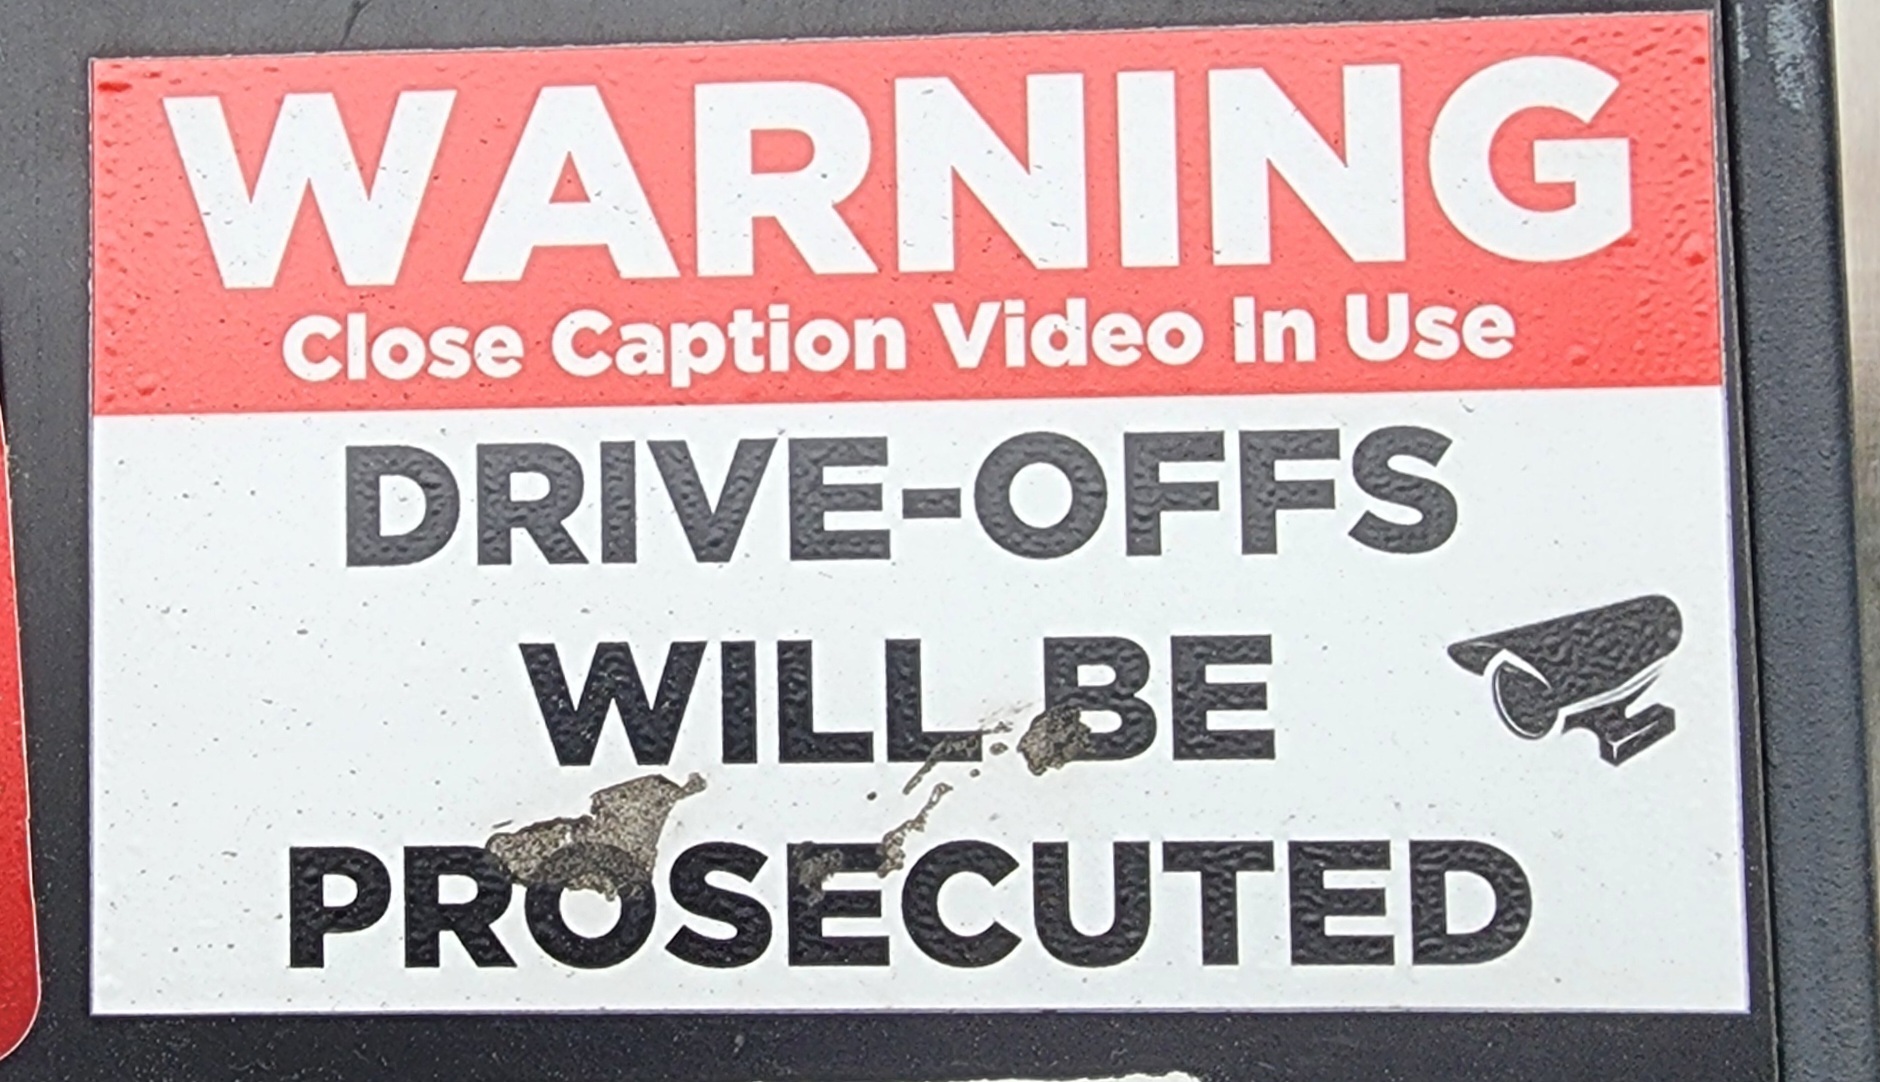 WARNING
Close Caption Video In Use
DRIVE-OFFS
WILL BE
PROSECUTED